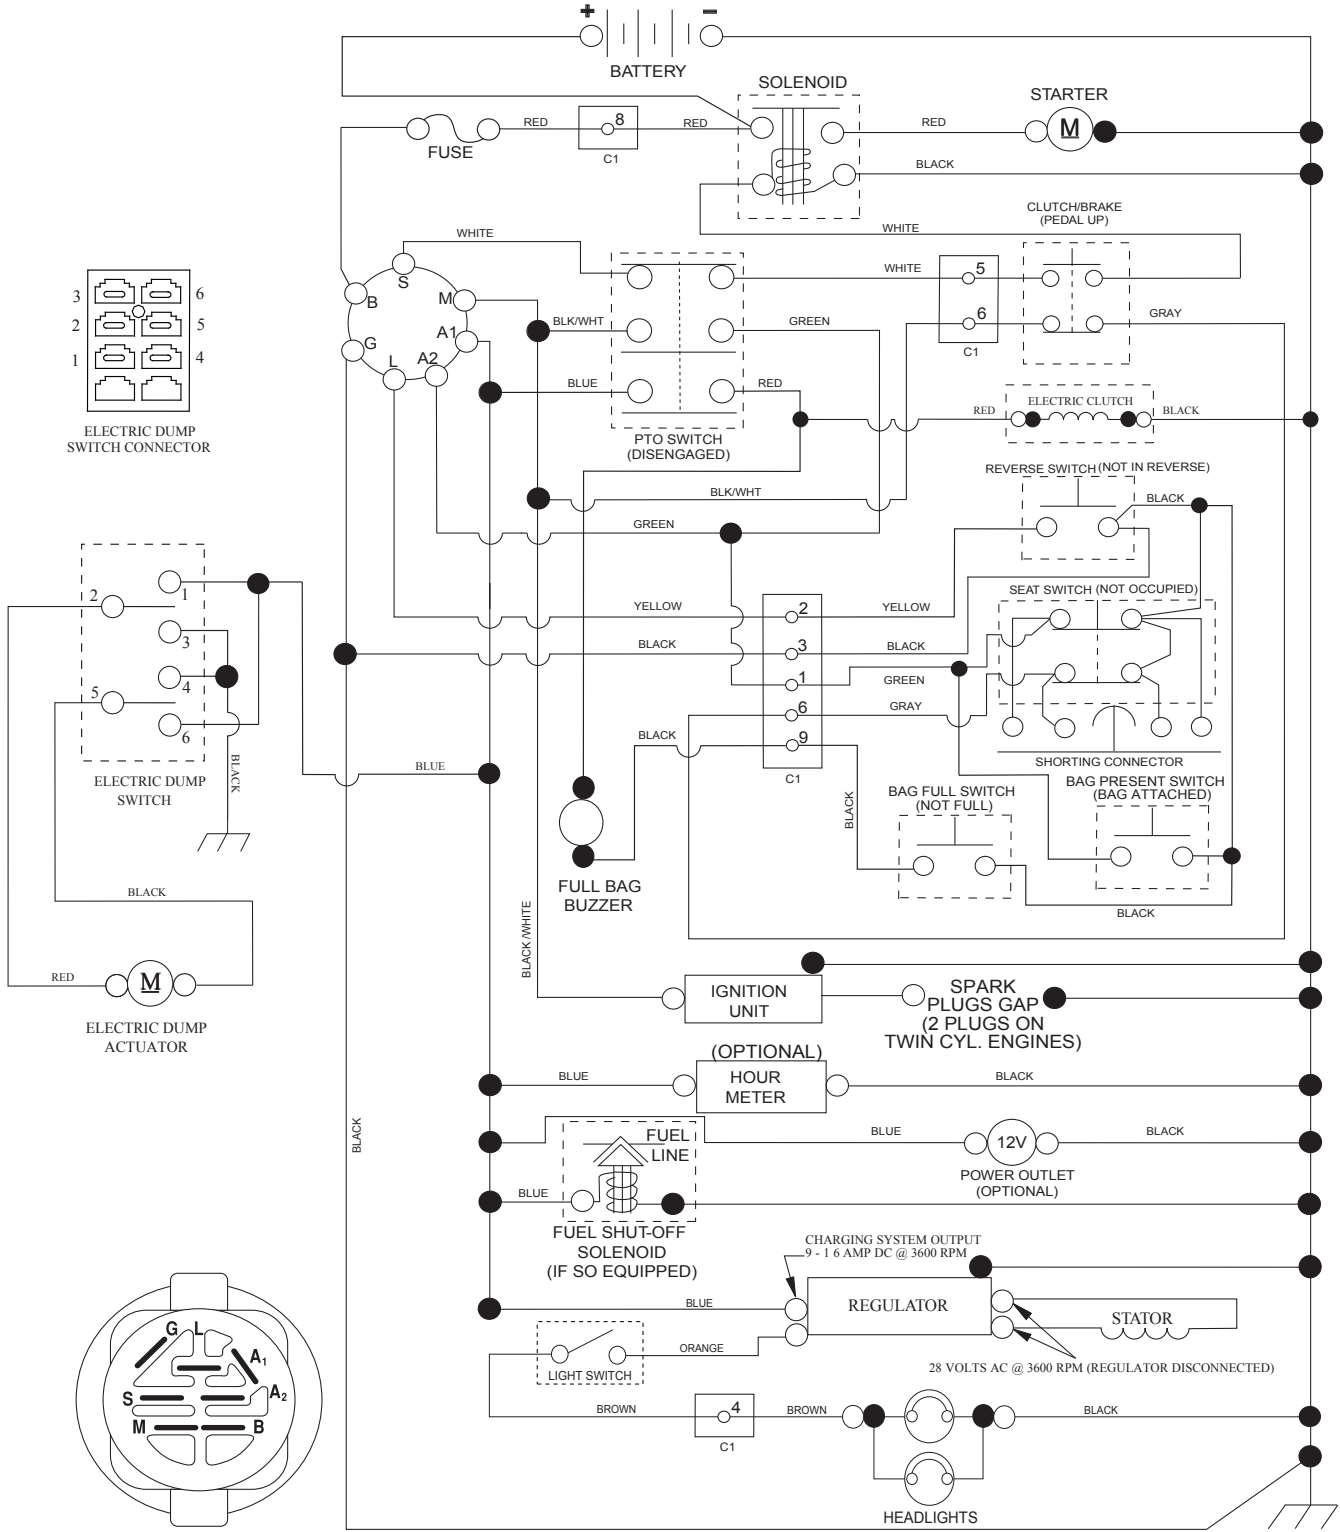 + −
BATTERY
SOLENOID
STARTER
M
RED
8
RED
RED
FUSE
C1
BLACK
CLUTCH/BRAKE
(PEDAL UP)
WHITE
WHITE
WHITE
5
6
C1
GRAY
S
B
M
A1
G
L
A2
BLK/WHT
GREEN
BLUE
RED
PTO SWITCH
(DISENGAGED)
RED
ELECTRIC CLUTCH
BLACK
3 6
2 5
1 4
ELECTRIC DUMP
SWITCH CONNECTOR
REVERSE SWITCH (NOT IN REVERSE)
BLACK
BLK/WHT
GREEN
SEAT SWITCH (NOT OCCUPIED)
YELLOW
2
YELLOW
BLACK
3
BLACK
1
GREEN
6
GRAY
BLACK
9
C1
SHORTING CONNECTOR
1
2
3
4
5
6
BLACK
ELECTRIC DUMP
SWITCH
BLUE
BAG FULL SWITCH
(NOT FULL)
BAG PRESENT SWITCH
(BAG ATTACHED)
BLACK
BLACK
FULL BAG
BUZZER
BLACK
BLACK /WHITE
RED
M
ELECTRIC DUMP
ACTUATOR
IGNITION
UNIT
SPARK
PLUGS GAP
(2 PLUGS ON
TWIN CYL. ENGINES)
(OPTIONAL)
HOUR
METER
BLUE
BLACK
BLACK
FUEL
LINE
BLUE
12V
BLACK
POWER OUTLET
(OPTIONAL)
BLUE
FUEL SHUT-OFF
SOLENOID
(IF SO EQUIPPED)
CHARGING SYSTEM OUTPUT
9 - 1 6 AMP DC @ 3600 RPM
BLUE
REGULATOR
STATOR
ORANGE
LIGHT SWITCH
28 VOLTS AC @ 3600 RPM (REGULATOR DISCONNECTED)
BROWN
4
C1
BROWN
BLACK
HEADLIGHTS
G L
A1
S
A2
M
B